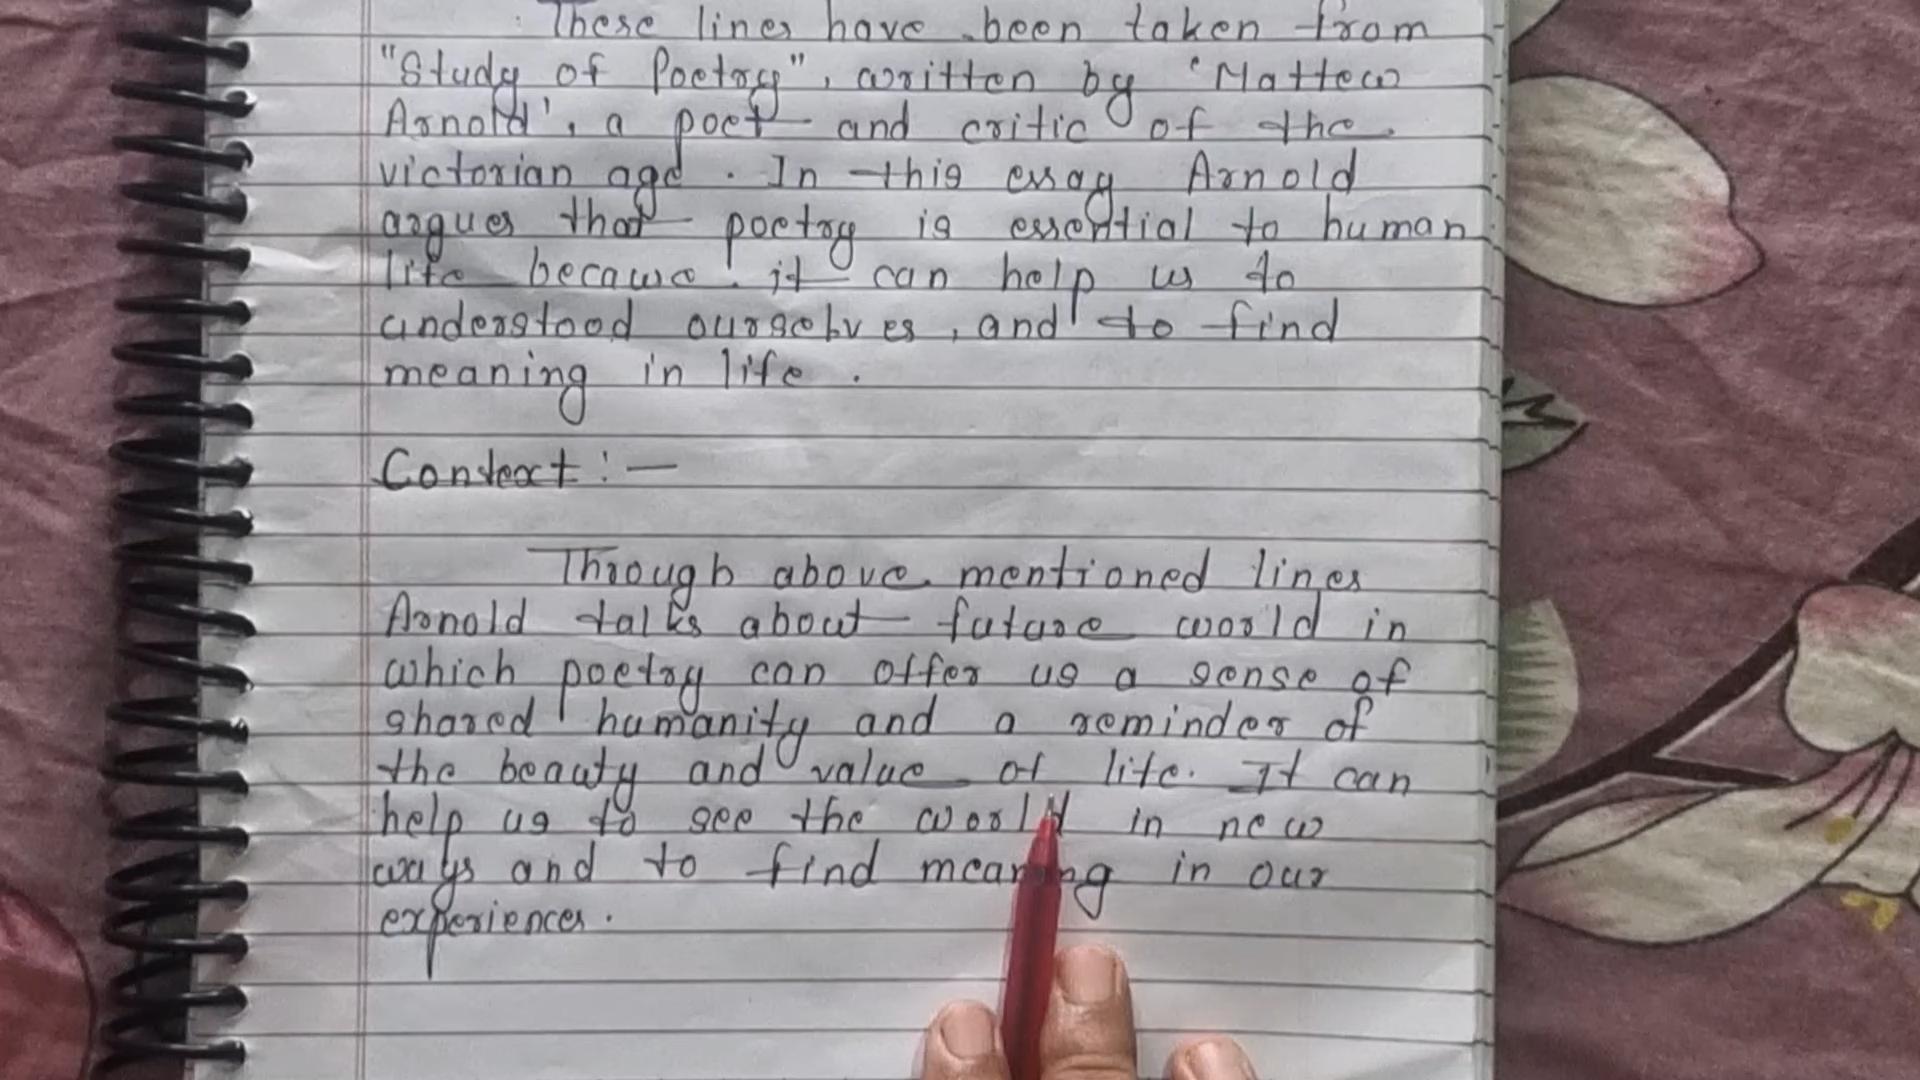 These lines have been taken from
"Study of Poetry", written by 'Mattew
Arnold', a poet and critic of the
victorian age. In this essay Arnold
argues that poetry is essential to human
life because it can help us to
understood ourselves, and to find
meaning in life.
Context :-
Through above mentioned lines
Arnold talks about future world in
which poetry can offer us a sense of
shared humanity and a reminder of
the beauty and value of life. It can
help us to see the world in new
ways and to find meaning in our
experiences.